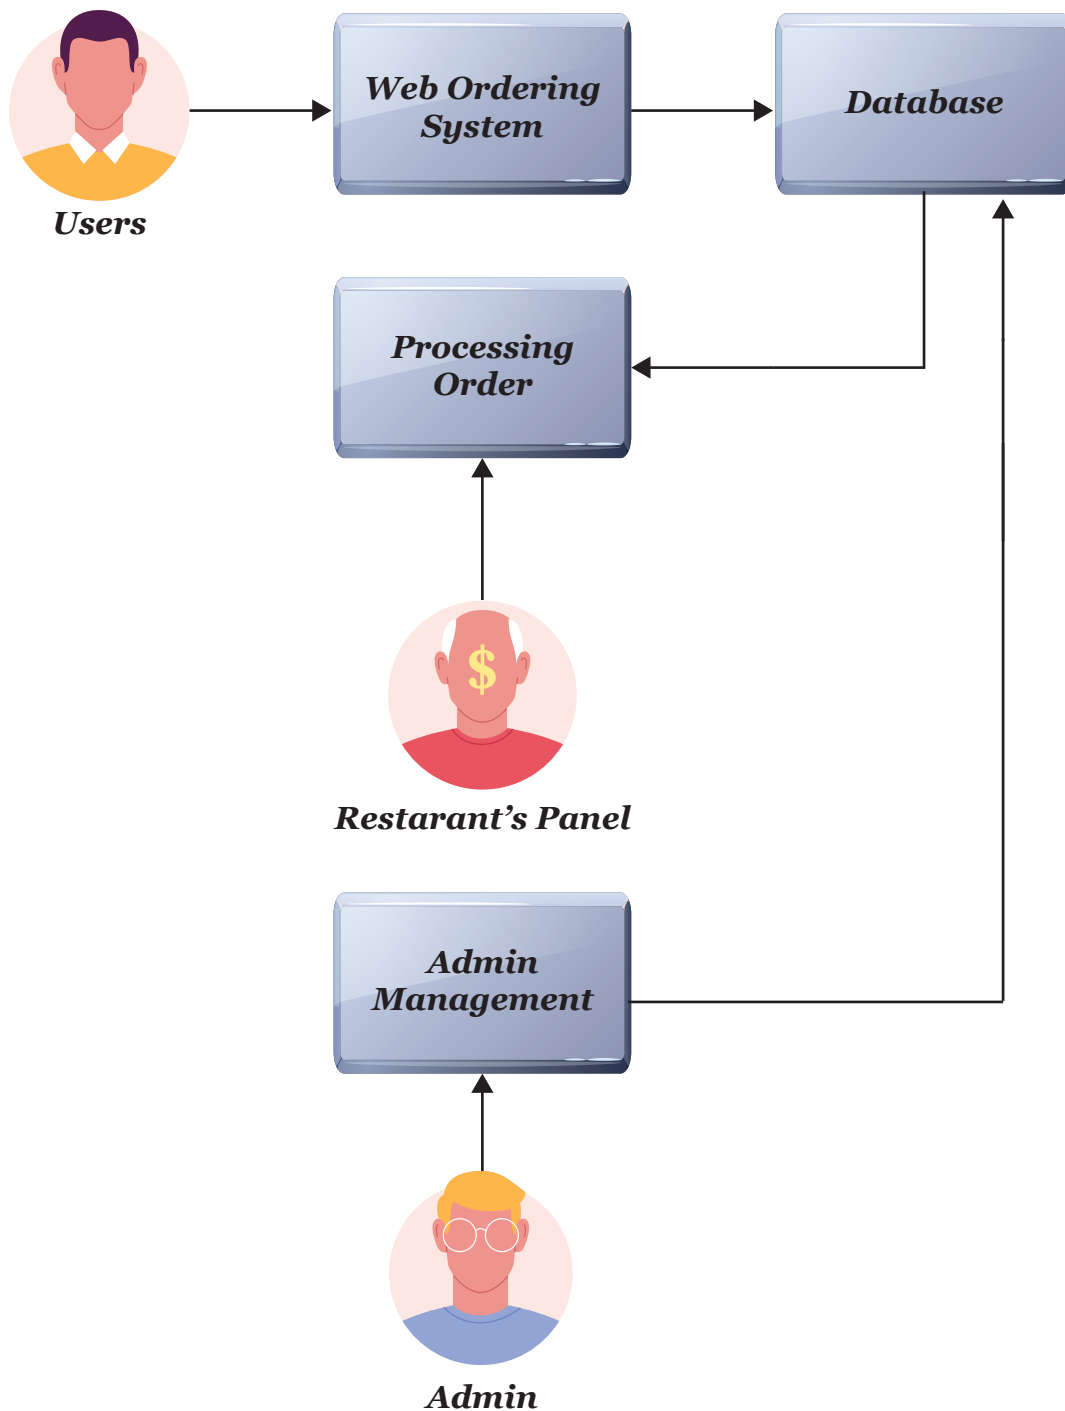 Web Ordering
System
Database
Users
Processing
Order
$
Restarant's Panel
Admin
Management
Admin